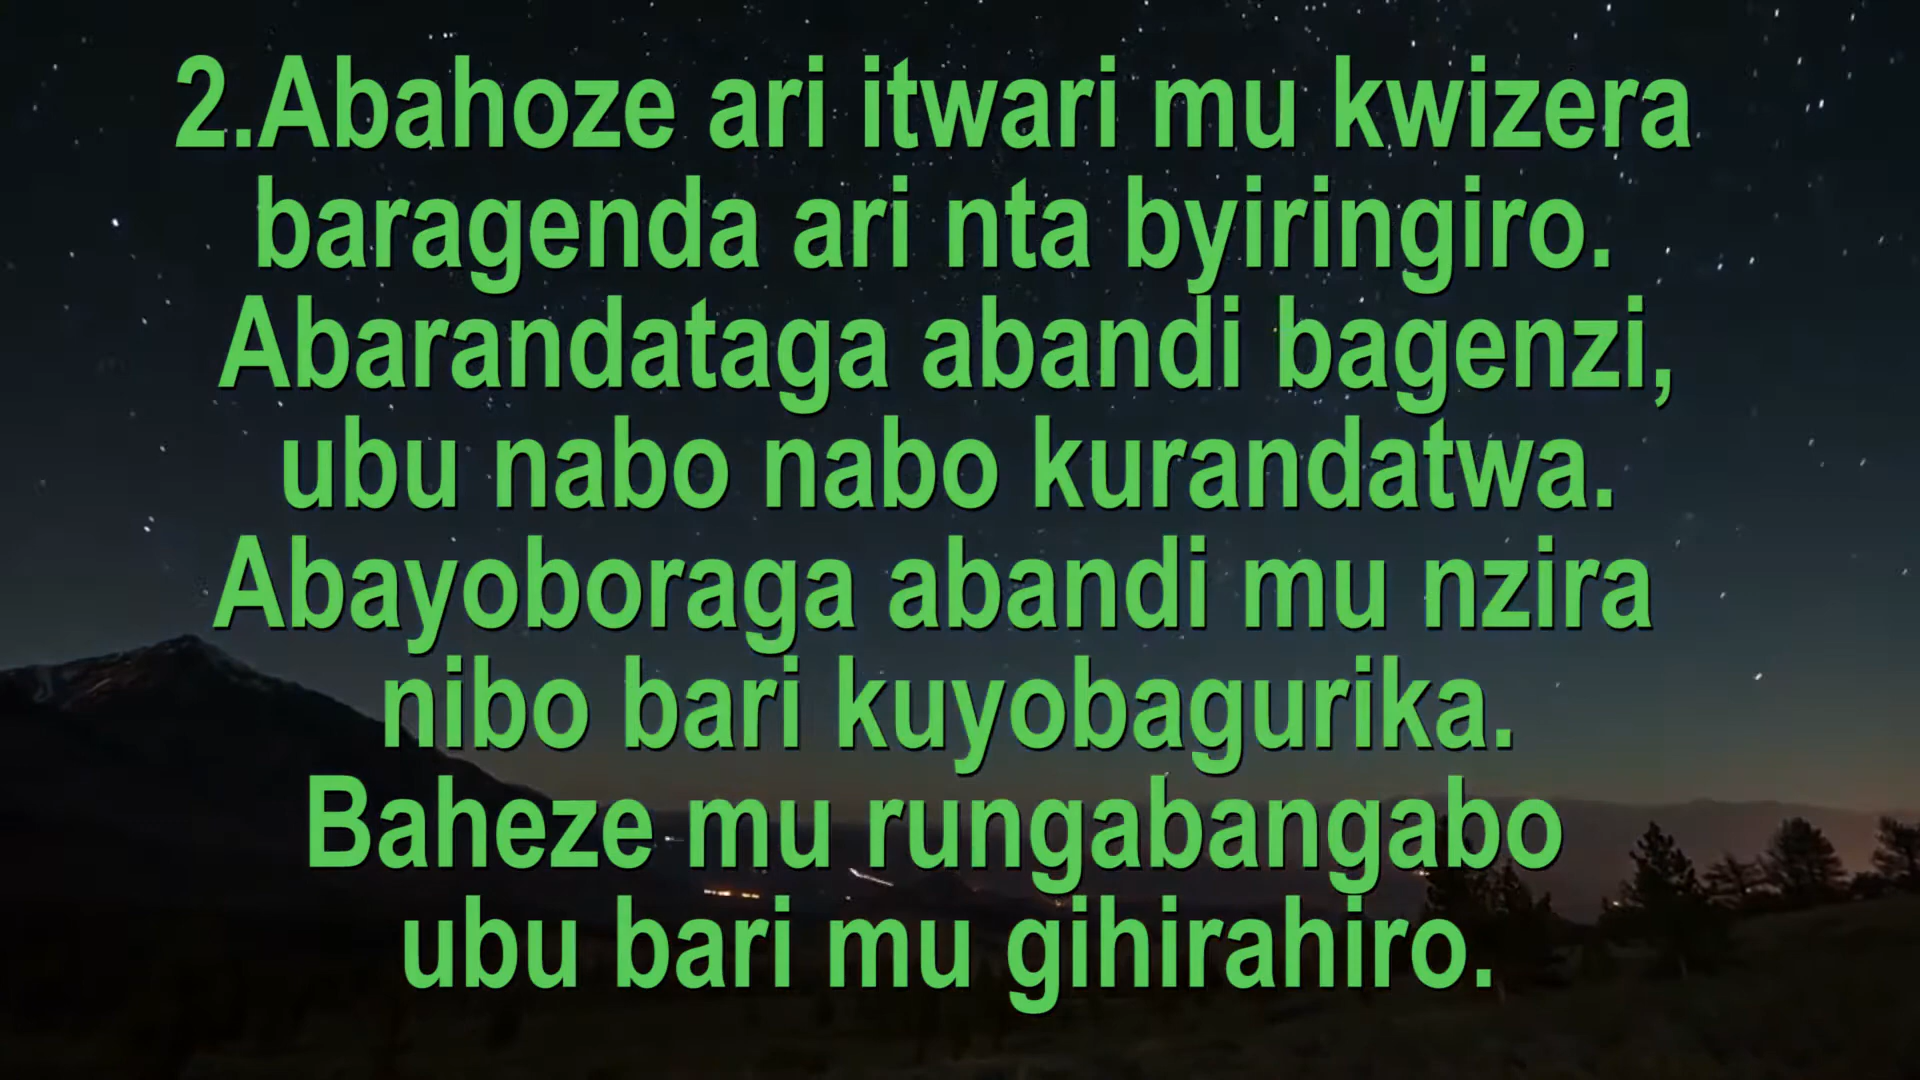 2.Abahoze ari itwari mu kwizera
baragenda ari nta byiringiro.
Abarandataga abandi bagenzi,
ubu nabo nabo kurandatwa.
Abayoboraga abandi mu nzira
nibo bari kuyobagurika.
Baheze mu rungabangabo
ubu bari mu gihirahiro.